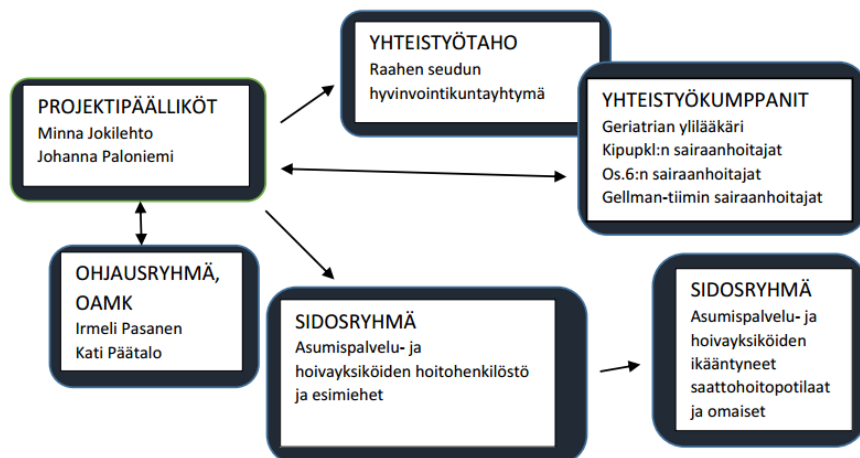 YHTEISTYÖTAHO
Raahen seudun
hyvinvointikuntayhtymä
PROJEKTIPÄÄLLIKÖT
Minna Jokilehto
Johanna Paloniemi
YHTEISTYÖKUMPPANIT
Geriatrian ylilääkäri
Kipupkl:n sairaanhoitajat
Os.6:n sairaanhoitajat
Gellman-tiimin sairaanhoitajat
OHJAUSRYHMÄ,
OAMK
Irmeli Pasanen
Kati Päätalo
SIDOSRYHMÄ
Asumispalvelu- ja
hoivayksiköiden hoitohenkilöstö
ja esimiehet
SIDOSRYHMÄ
Asumispalvelu- ja
hoivayksiköiden
ikääntyneet
saattohoitopotilaat
ja omaiset